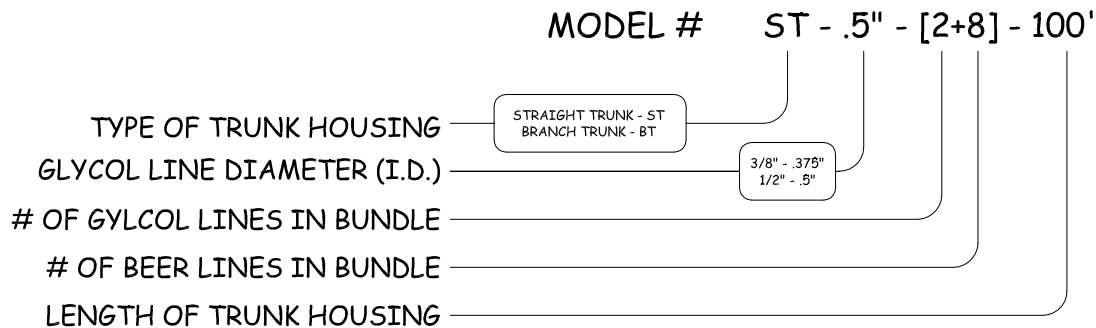 MODEL # ST - .5" - [2+8] - 100'
STRAIGHT TRUNK - ST
BRANCH TRUNK - BT
TYPE OF TRUNK HOUSING
3/8" - .375"
1/2" - .5"
GLYCOL LINE DIAMETER (I.D.)
# OF GYLCOL LINES IN BUNDLE
# OF BEER LINES IN BUNDLE
LENGTH OF TRUNK HOUSING